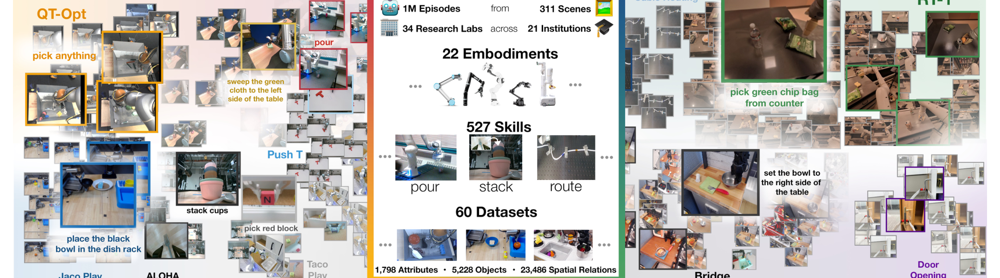 QT-Opt
pick anything
sweep the green
cloth to the left
side of the table
pour
Push T
stack cups
N
pick red block
place the black
bowl in the dish rack
Jaco Play
ALOHA
Taco
Play
1M Episodes from 311 Scenes
34 Research Labs across 21 Institutions
22 Embodiments
527 Skills
pour stack route
60 Datasets
1,798 Attributes • 5,228 Objects • 23,486 Spatial Relations
Cable Routing
RT-1
pick green chip bag
from counter
set the bowl to
the right side of
the table
Bridge
Door
Opening